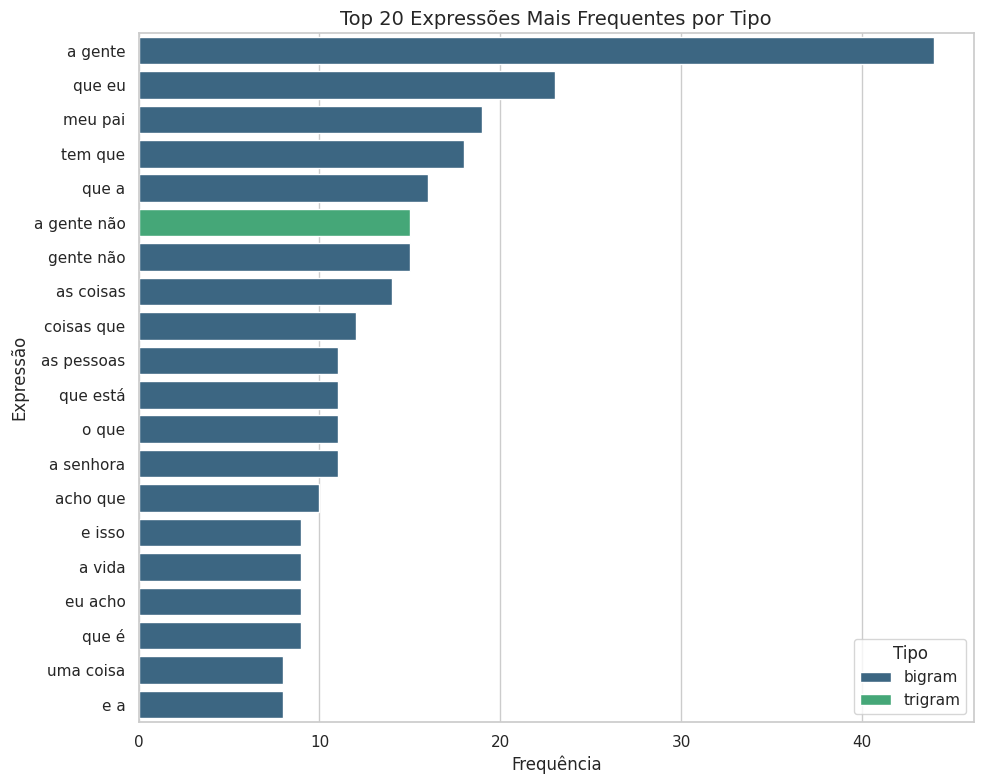 Top 20 Expressões Mais Frequentes por Tipo
Expressão
a gente
que eu
meu pai
tem que
que a
a gente não
gente não
as coisas
coisas que
as pessoas
que está
o que
a senhora
acho que
e isso
a vida
eu acho
que é
uma coisa
e a
Tipo
bigram
trigram
0 10 20 30 40
Frequência